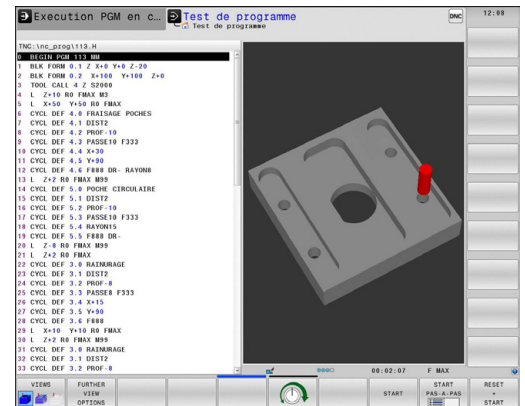 Execution PGM en c...
Test de programme
Test de programme
DNC
12:08
TNC:\nc_prog\113.H
0 BEGIN PGM 113 MM
1 BLK FORM 0.1 Z X+0 Y+0 Z-20
2 BLK FORM 0.2 X+100 Y+100 Z+0
3 TOOL CALL 4 Z S2000
4 L Z+10 R0 FMAX M3
5 L X+50 Y+50 R0 FMAX
6 CYCL DEF 4.0 FRAISAGE POCHES
7 CYCL DEF 4.1 DIST2
8 CYCL DEF 4.2 PROF-10
9 CYCL DEF 4.3 PASSE10 F333
10 CYCL DEF 4.4 X+30
11 CYCL DEF 4.5 Y+90
12 CYCL DEF 4.6 F888 DR- RAYON8
13 L Z+2 R0 FMAX M99
14 CYCL DEF 5.0 POCHE CIRCULAIRE
15 CYCL DEF 5.1 DIST2
16 CYCL DEF 5.2 PROF-10
17 CYCL DEF 5.3 PASSE10 F333
18 CYCL DEF 5.4 RAYON15
19 CYCL DEF 5.5 F888 DR-
20 L Z-8 R0 FMAX M99
21 L Z+2 R0 FMAX
22 CYCL DEF 3.0 RAINURAGE
23 CYCL DEF 3.1 DIST2
24 CYCL DEF 3.2 PROF-8
25 CYCL DEF 3.3 PASSE8 F333
26 CYCL DEF 3.4 X+15
27 CYCL DEF 3.5 Y+90
28 CYCL DEF 3.6 F888
29 L X+10 Y+10 R0 FMAX
30 L Z+2 R0 FMAX M99
31 CYCL DEF 3.0 RAINURAGE
32 CYCL DEF 3.1 DIST2
33 CYCL DEF 3.2 PROF-8
00:02:07
F MAX
VIEWS
FURTHER VIEW OPTIONS
START
START PAS-A-PAS
RESET + START